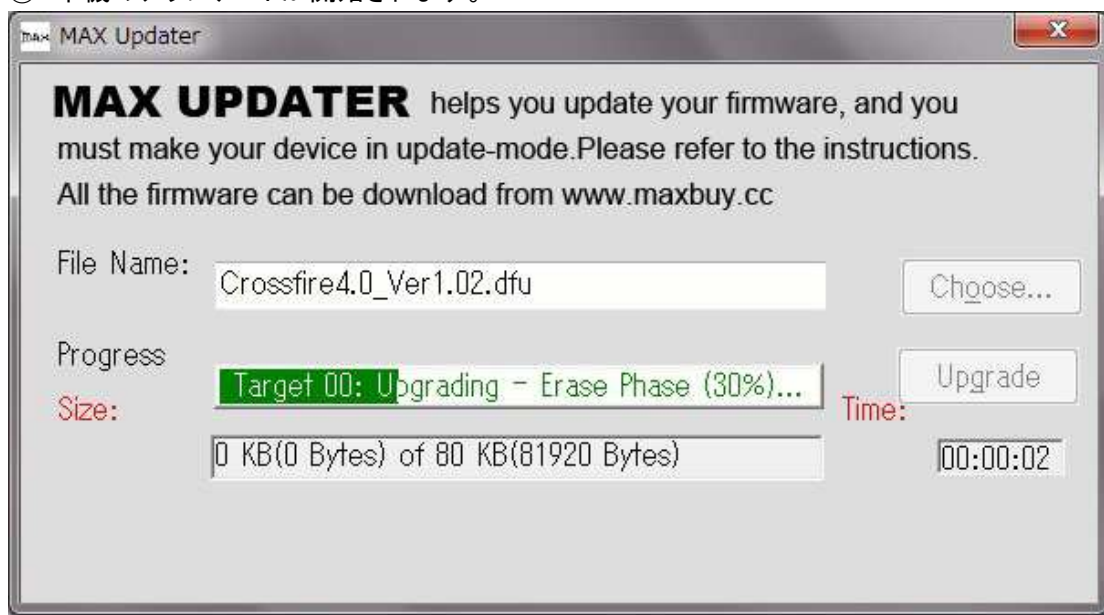 MAX Updater
MAX UPDATER helps you update your firmware, and you
must make your device in update-mode.Please refer to the instructions.
All the firmware can be download from www.maxbuy.cc
File Name:
Crossfire4.0_Ver1.02.dfu
Choose...
Progress
Target 00: Upgrading - Erase Phase (30%)...
Upgrade
Size:
Time:
0 KB(0 Bytes) of 80 KB(81920 Bytes)
00:00:02